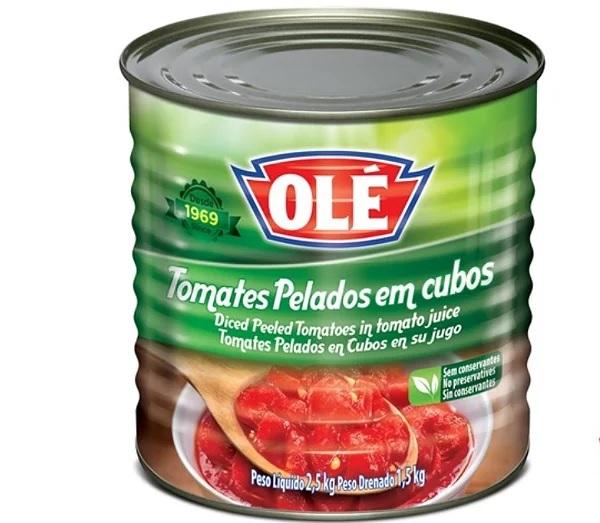 OLÉ
Desde
1969
Since
Tomates Pelados em cubos
Diced Peeled Tomatoes in tomato juice
Tomates Pelados en Cubos en su jugo
Sem conservantes
No preservatives
Sin conservantes
Peso Líquido 2,5 kg Peso Drenado 1,5 kg